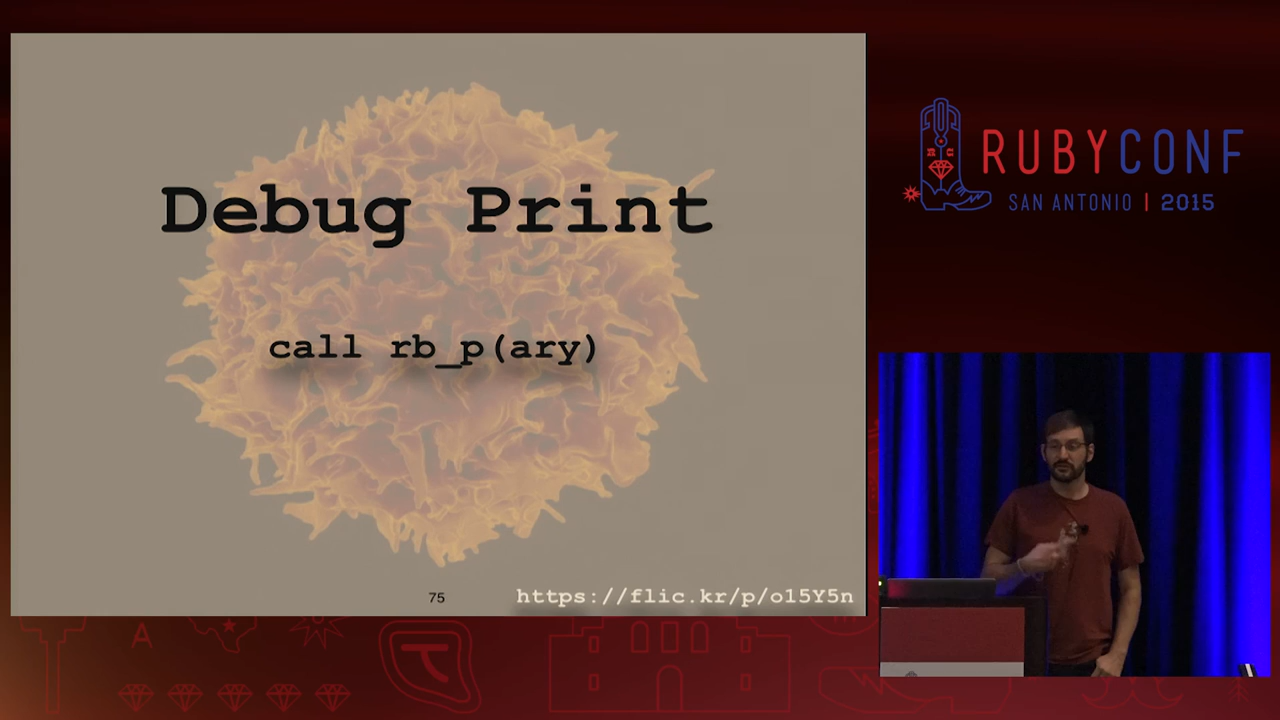 Debug Print
call rb_p(ary)
75
https://flic.kr/p/o15Y5n
RUBYCONF
SAN ANTONIO | 2015
A